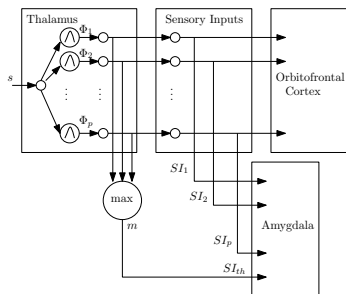 Thalamus
Sensory Inputs
Φ1
Φ2
s
Orbitofrontal
Cortex
Φp
SI1
max
SI2
m
Amygdala
SIp
SIth